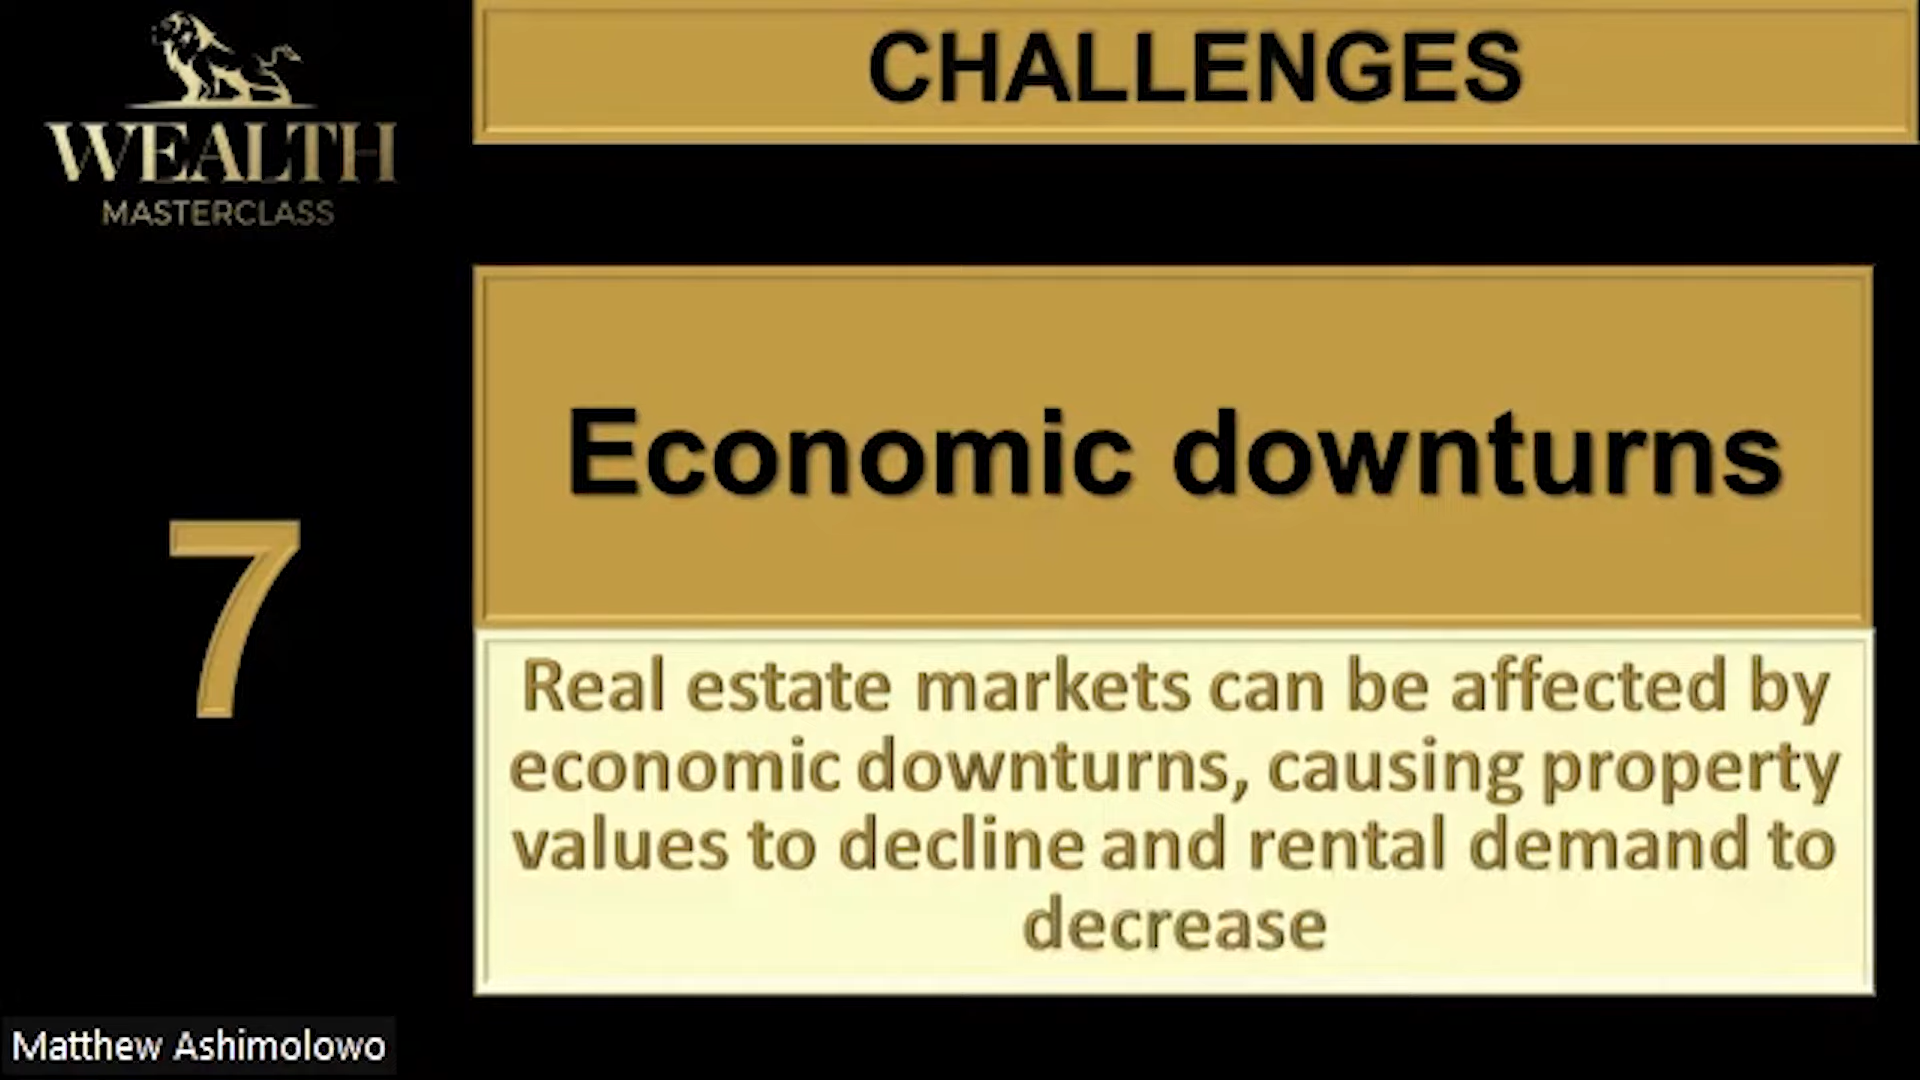 WEALTH
MASTERCLASS
CHALLENGES
7
Economic downturns
Real estate markets can be affected by
economic downturns, causing property
values to decline and rental demand to
decrease
Matthew Ashimolowo